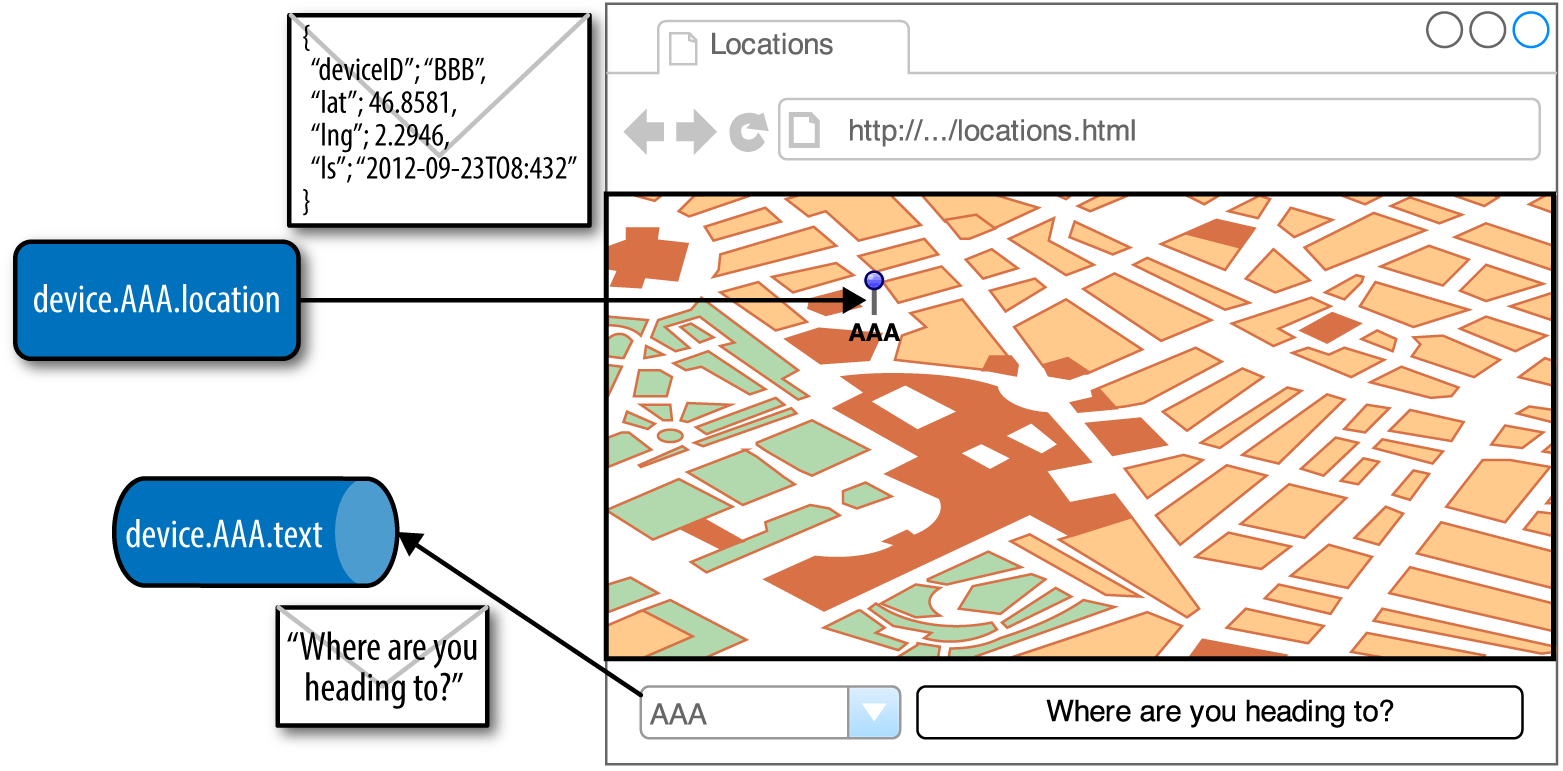 {
“deviceID”; “BBB”,
“lat”; 46.8581,
“lng”; 2.2946,
“ls”; “2012-09-23TO8:432”
}
Locations
http://.../locations.html
device.AAA.location
AAA
device.AAA.text
“Where are you
heading to?”
AAA
Where are you heading to?